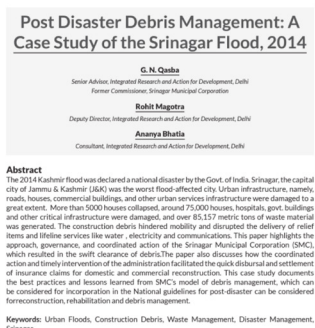 Post Disaster Debris Management: A
Case Study of the Srinagar Flood, 2014
G. N. Qasba
Senior Advisor, Integrated Research and Action for Development, Delhi
Former Commissioner, Srinagar Municipal Corporation
Rohit Magotra
Deputy Director, Integrated Research and Action for Development, Delhi
Ananya Bhatia
Consultant, Integrated Research and Action for Development, Delhi
Abstract
The 2014 Kashmir flood was declared a national disaster by the Govt. of India. Srinagar, the capital
city of Jammu & Kashmir (J&K) was the worst flood-affected city. Urban infrastructure, namely,
roads, houses, commercial buildings, and other urban services infrastructure were damaged to a
great extent. More than 5000 houses collapsed, around 75,000 houses, hospitals, govt. buildings
and other critical infrastructure were damaged, and over 85,157 metric tons of waste material
was generated. The construction debris hindered mobility and disrupted the delivery of relief
items and lifeline services like water , electricity and communications. This paper highlights the
approach, governance, and coordinated action of the Srinagar Municipal Corporation (SMC),
which resulted in the swift clearance of debris.The paper also discusses how the coordinated
action and timely intervention of the administration facilitated the quick disbursal and settlement
of insurance claims for domestic and commercial reconstruction. This case study documents
the best practices and lessons learned from SMC's model of debris management, which can
be considered for incorporation in the National guidelines for post-disaster can be considered
forreconstruction, rehabilitation and debris management.
Keywords: Urban Floods, Construction Debris, Waste Management, Disaster Management,